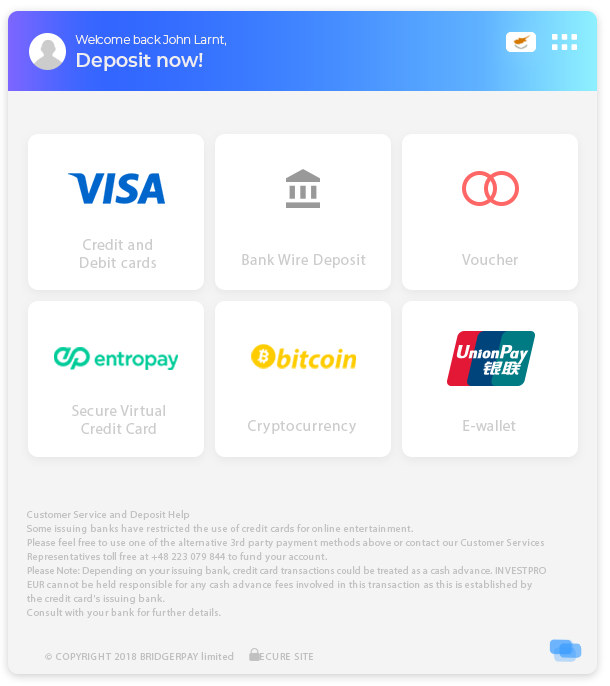 Welcome back John Larnt,
Deposit now!
VISA
Credit and
Debit cards
Bank Wire Deposit
Voucher
entropay
Secure Virtual
Credit Card
bitcoin
Cryptocurrency
UnionPay
银联
E-wallet
Customer Service and Deposit Help
Some issuing banks have restricted the use of credit cards for online entertainment.
Please feel free to use one of the alternative 3rd party payment methods above or contact our Customer Services
Representatives toll free at +48 223 079 844 to fund your account.
Please Note: Depending on your issuing bank, credit card transactions could be treated as a cash advance. INVESTPRO
EUR cannot be held responsible for any cash advance fees involved in this transaction as this is established by
the credit card's issuing bank.
Consult with your bank for further details.
© COPYRIGHT 2018 BRIDGERPAY limited ECURE SITE